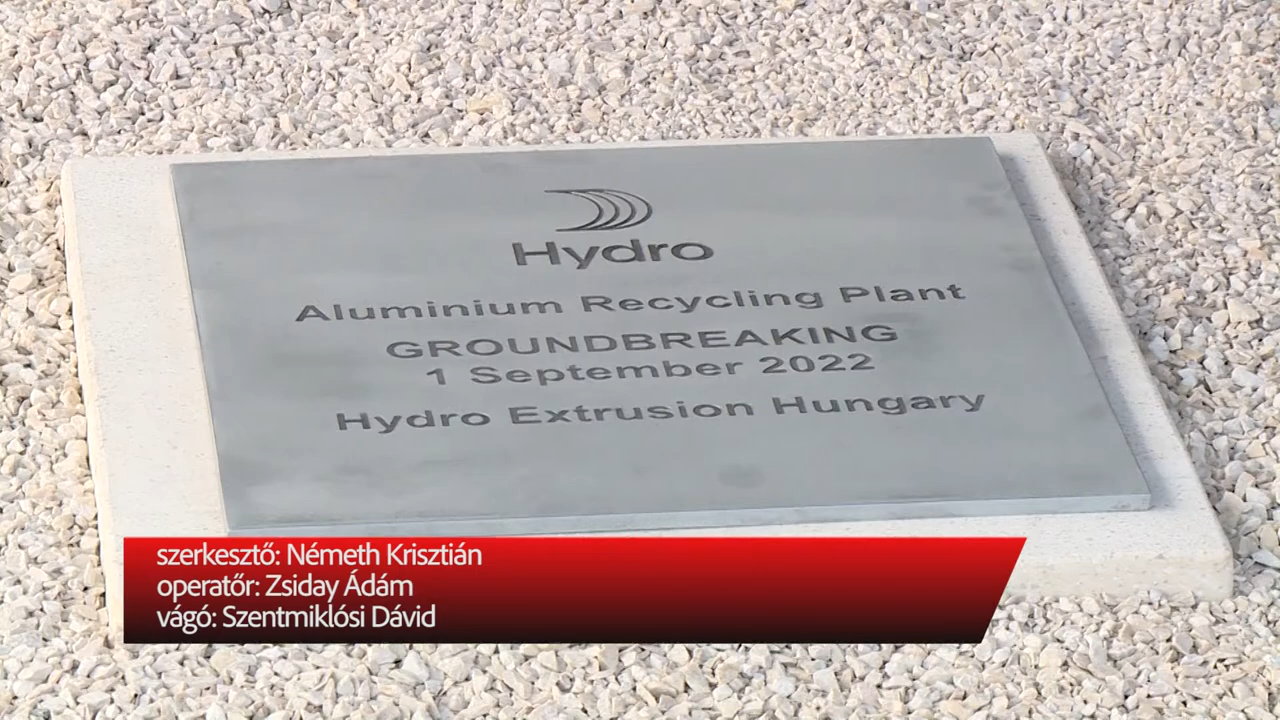 Hydro
Aluminium Recycling Plant
GROUNDBREAKING
1 September 2022
Hydro Extrusion Hungary
szerkesztő: Németh Krisztián
operatőr: Zsiday Ádám
vágó: Szentmiklósi Dávid